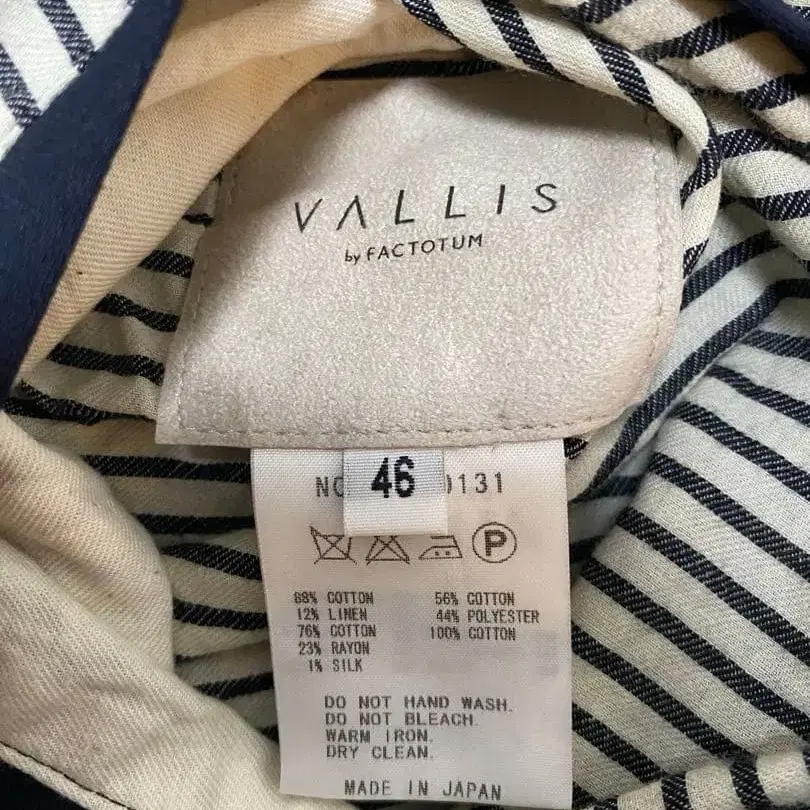 VALLIS
by FACTOTUM
46
0131
88% COTTON
12% LINEN
76% COTTON
23% RAYON
1% SILK
56% COTTON
44% POLYESTER
100% COTTON
DO NOT HAND WASH.
DO NOT BLEACH.
WARM IRON.
DRY CLEAN.
MADE IN JAPAN